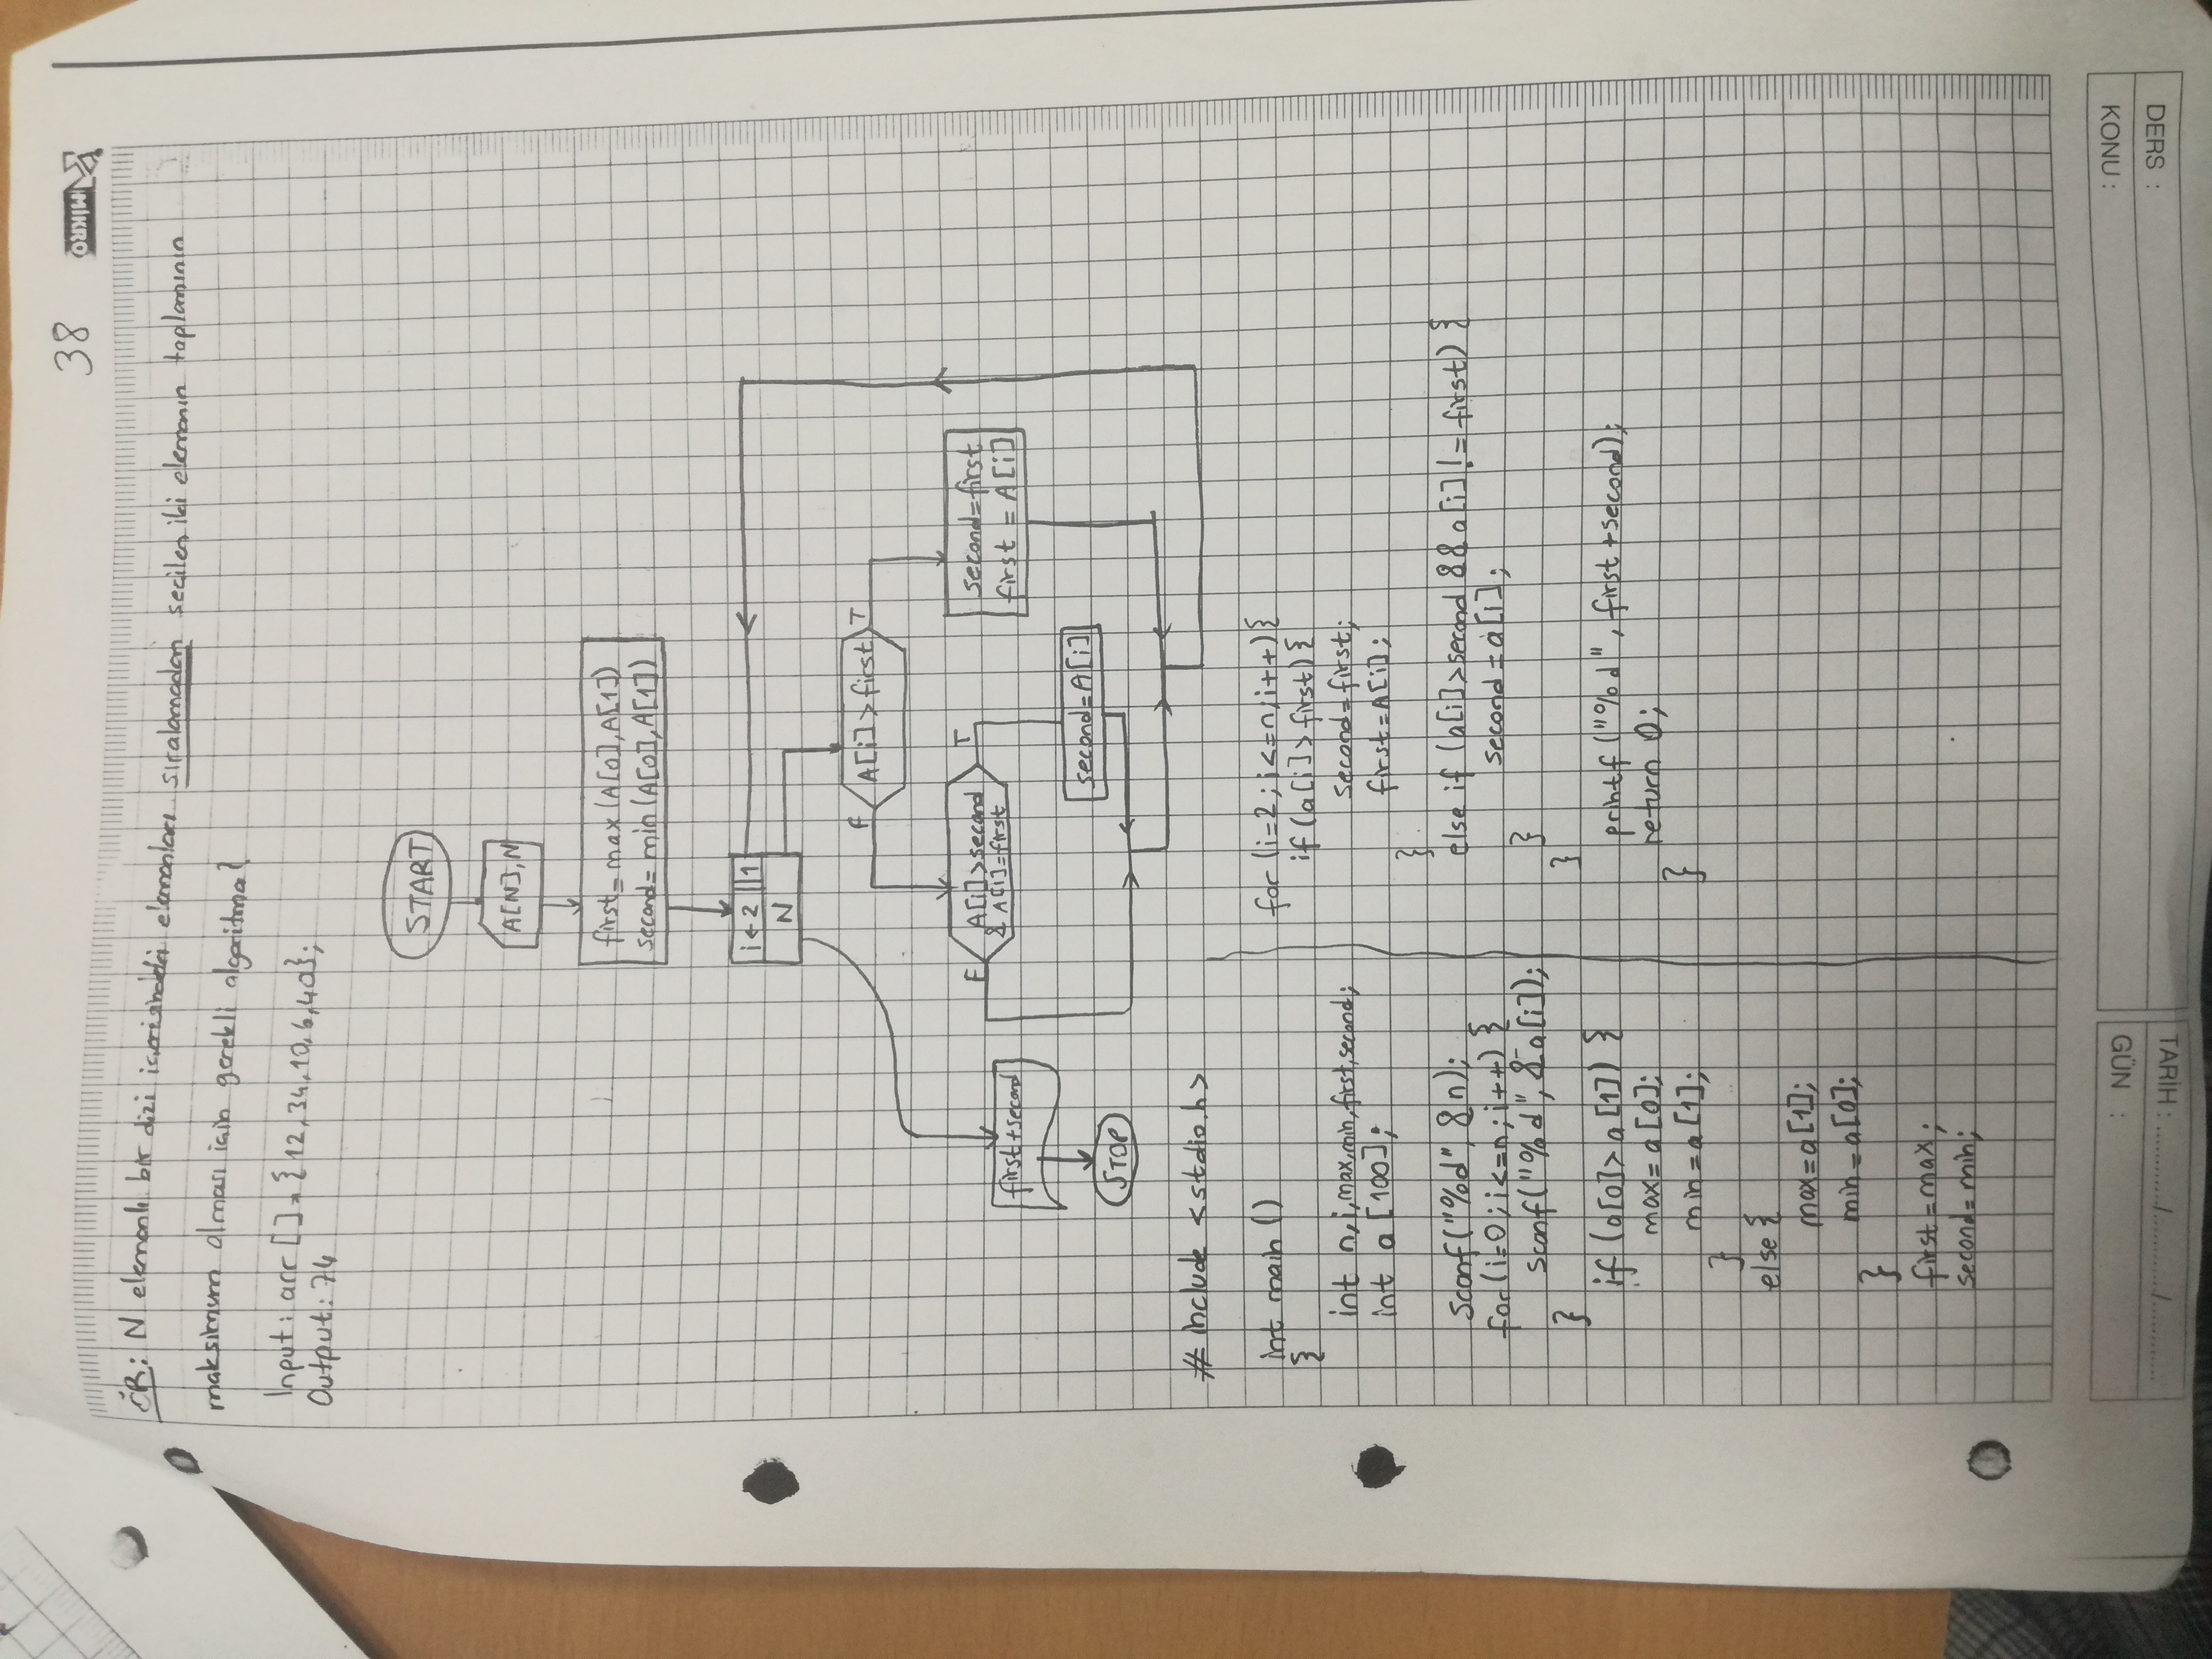 38 MİKRO
ÖR: N elemanlı bir dizi içerisindeki elemanları sıralamadan seçilen iki elemanın toplamının
maksimum olması için gerekli algoritma?
Input: arr[]={12,34,10,6,40};
Output: 74
START
A[N],N
first=max(A[0],A[1])
second=min(A[0],A[1])
i←2 ||1
N
F A[i]>first T
F A[i]>second T
& A[i]=first
second=first
first = A[i]
first+second
second=A[i]
STOP
#include <stdio.h>
int main()
{
int n,i,max,min,first,second;
int a[100];
scanf("%d", &n);
for(i=0;i<=n;i++) {
scanf("%d", &a[i]);
}
if (a[0]>a[1]) {
max=a[0];
min=a[1];
}
else{
max=a[1];
min=a[0];
}
first=max;
second=min;
for (i=2;i<=n;i++){
if(a[i]>first){
second=first;
first=A[i];
}
else if (a[i]>second && a[i]!=first) {
second=a[i];
}
}
printf("%d", first+second);
return 0;
}
GÜN :
TARİH : ........../........../..........
KONU :
DERS :